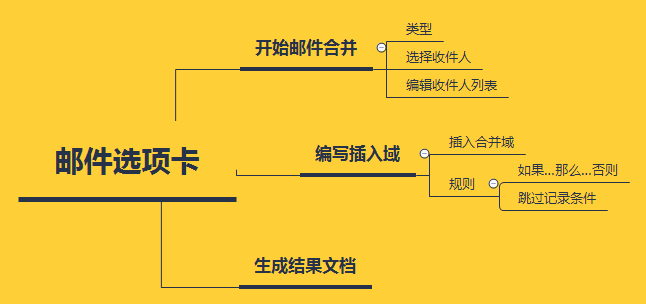 邮件选项卡
开始邮件合并
类型
选择收件人
编辑收件人列表
编写插入域
插入合并域
规则
如果...那么...否则
跳过记录条件
生成结果文档